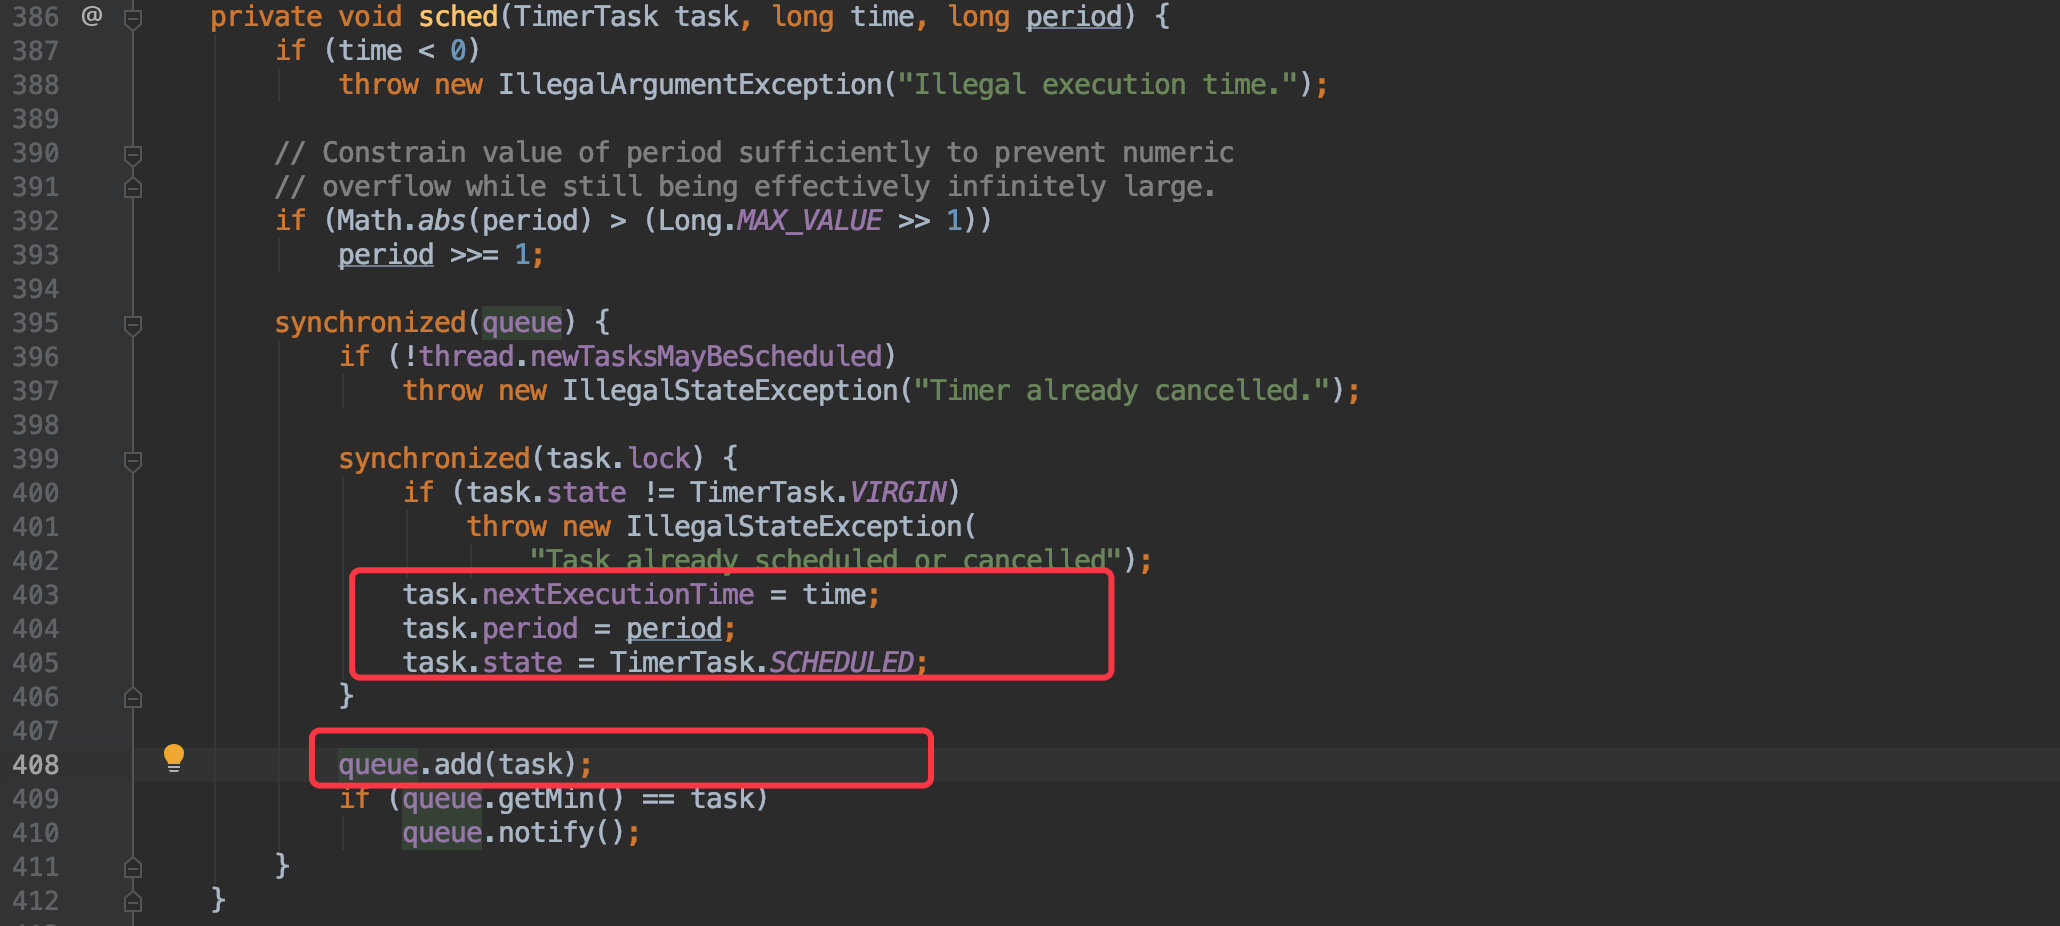 386 @ private void sched(TimerTask task, long time, long period) {
387 if (time < 0)
388 throw new IllegalArgumentException("Illegal execution time.");
389
390 // Constrain value of period sufficiently to prevent numeric
391 // overflow while still being effectively infinitely large.
392 if (Math.abs(period) > (Long.MAX_VALUE >> 1))
393 period >>= 1;
394
395 synchronized(queue) {
396 if (!thread.newTasksMayBeScheduled)
397 throw new IllegalStateException("Timer already cancelled.");
398
399 synchronized(task.lock) {
400 if (task.state != TimerTask.VIRGIN)
401 throw new IllegalStateException(
402 "Task already scheduled or cancelled");
403 task.nextExecutionTime = time;
404 task.period = period;
405 task.state = TimerTask.SCHEDULED;
406 }
407
408 queue.add(task);
409 if (queue.getMin() == task)
410 queue.notify();
411 }
412 }